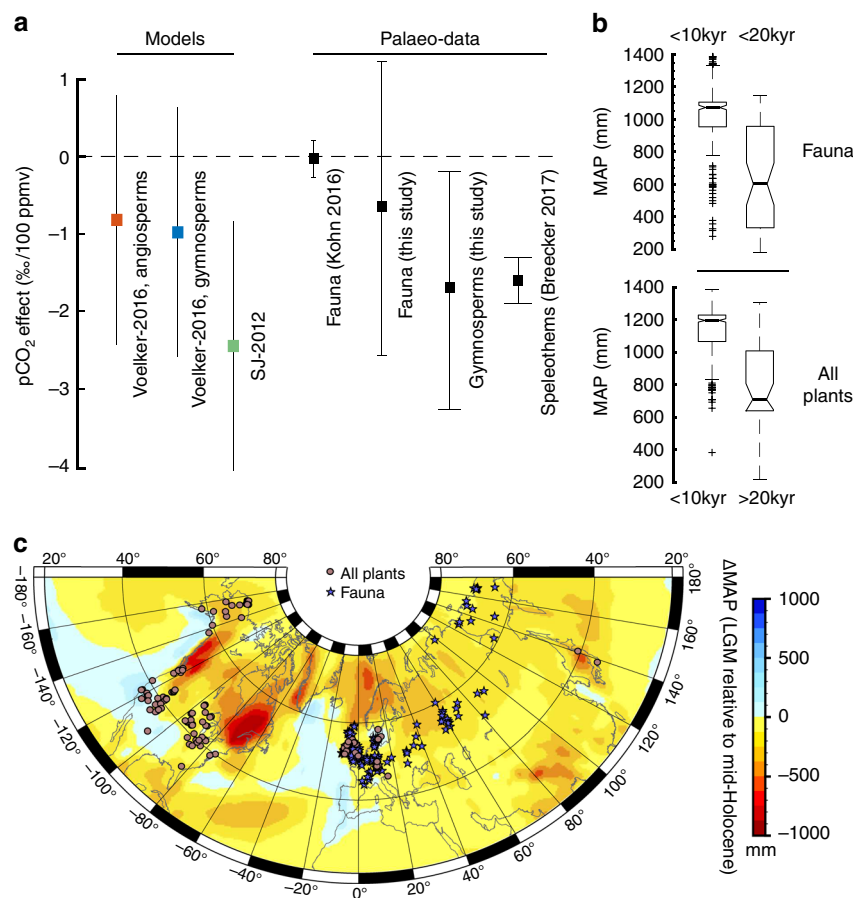 a
Models
Palaeo-data
pCO2 effect (‰/100 ppmv)
1
0
−1
−2
−3
−4
Voelker-2016, angiosperms
Voelker-2016, gymnosperms
SJ-2012
Fauna (Kohn 2016)
Fauna (this study)
Gymnosperms (this study)
Speleothems (Breecker 2017)
b
<10kyr <20kyr
MAP (mm)
1400
1200
1000
800
600
400
200
Fauna
MAP (mm)
1400
1200
1000
800
600
400
200
All
plants
<10kyr >20kyr
c
20° 40° 60° 80°
80° 60° 40° 20°
All plants
Fauna
−180°
−160°
−140°
−120°
−100°
−80°
−60°
−40°
−20°
0°
20°
40°
60°
80°
100°
120°
140°
160°
180°
ΔMAP (LGM relative to mid-Holocene)
1000
500
0
−500
−1000
mm